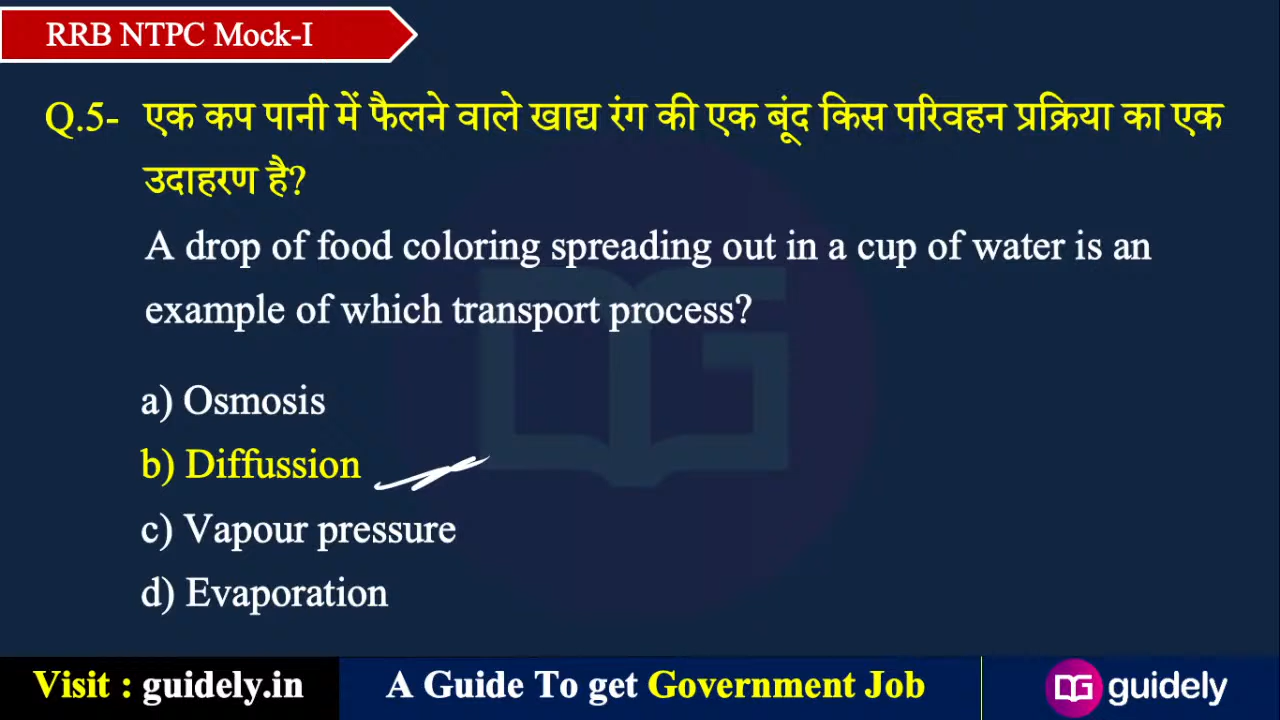 RRB NTPC Mock-I
Q.5- एक कप पानी में फैलने वाले खाद्य रंग की एक बूंद किस परिवहन प्रक्रिया का एक
उदाहरण है?
A drop of food coloring spreading out in a cup of water is an
example of which transport process?
a) Osmosis
b) Diffussion
c) Vapour pressure
d) Evaporation
Visit : guidely.in
A Guide To get Government Job
DG guidely